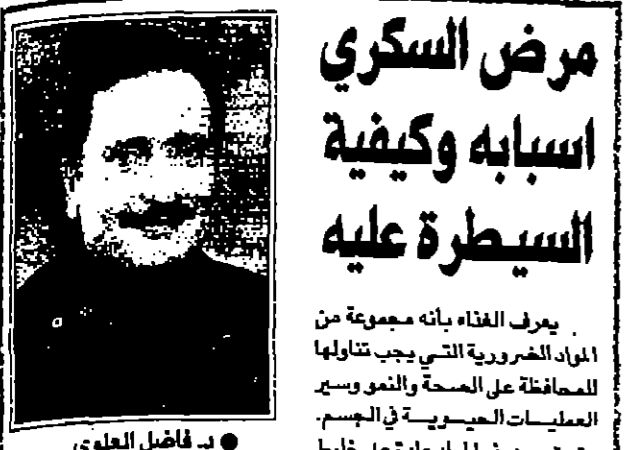 مرض السكري
اسبابه وكيفية
السيطرة عليه
يعرف الغذاء بأنه مجموعة من
المواد الضرورية التي يجب تناولها
للمحافظة على الصحة والنمو وسير
العمليات الحيوية في الجسم.
● د. فاضل العلوي